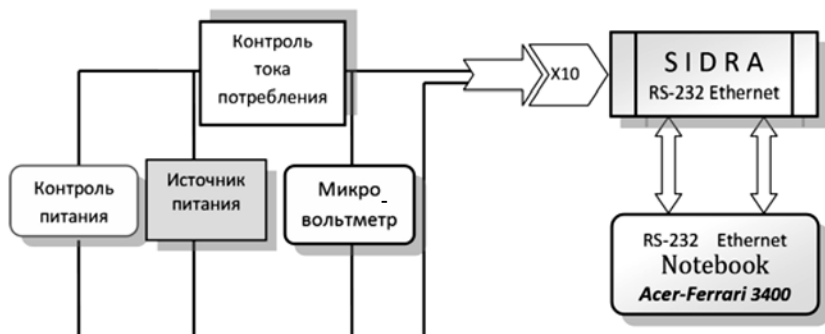 Контроль
тока
потребления
X10
S I D R A
RS-232 Ethernet
Контроль
питания
Источник
питания
Микро_
вольтметр
RS-232 Ethernet
Notebook
Acer-Ferrari 3400